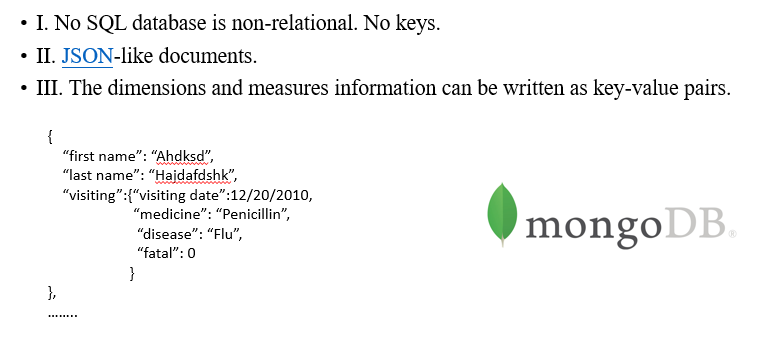 • I. No SQL database is non-relational. No keys.
• II. JSON-like documents.
• III. The dimensions and measures information can be written as key-value pairs.
{
“first name”: “Ahdksd”,
“last name”: “Hajdafdshk”,
“visiting”:{“visiting date”:12/20/2010,
“medicine”: “Penicillin”,
“disease”: “Flu”,
“fatal”: 0
}
},
........
mongoDB®